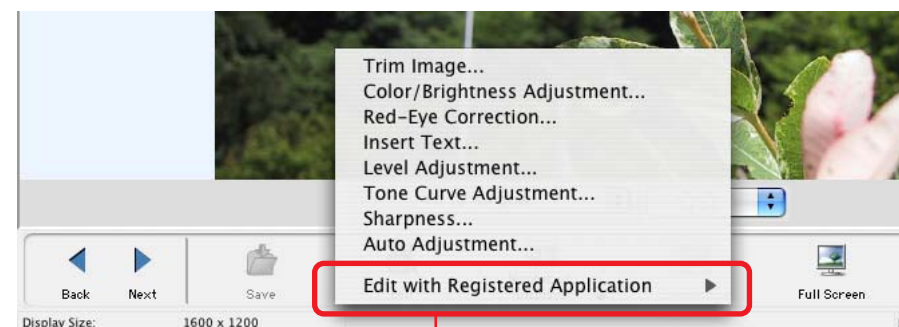 Trim Image...
Color/Brightness Adjustment...
Red-Eye Correction...
Insert Text...
Level Adjustment...
Tone Curve Adjustment...
Sharpness...
Auto Adjustment...
Edit with Registered Application
Back Next Save Full Screen
Display Size: 1600 x 1200